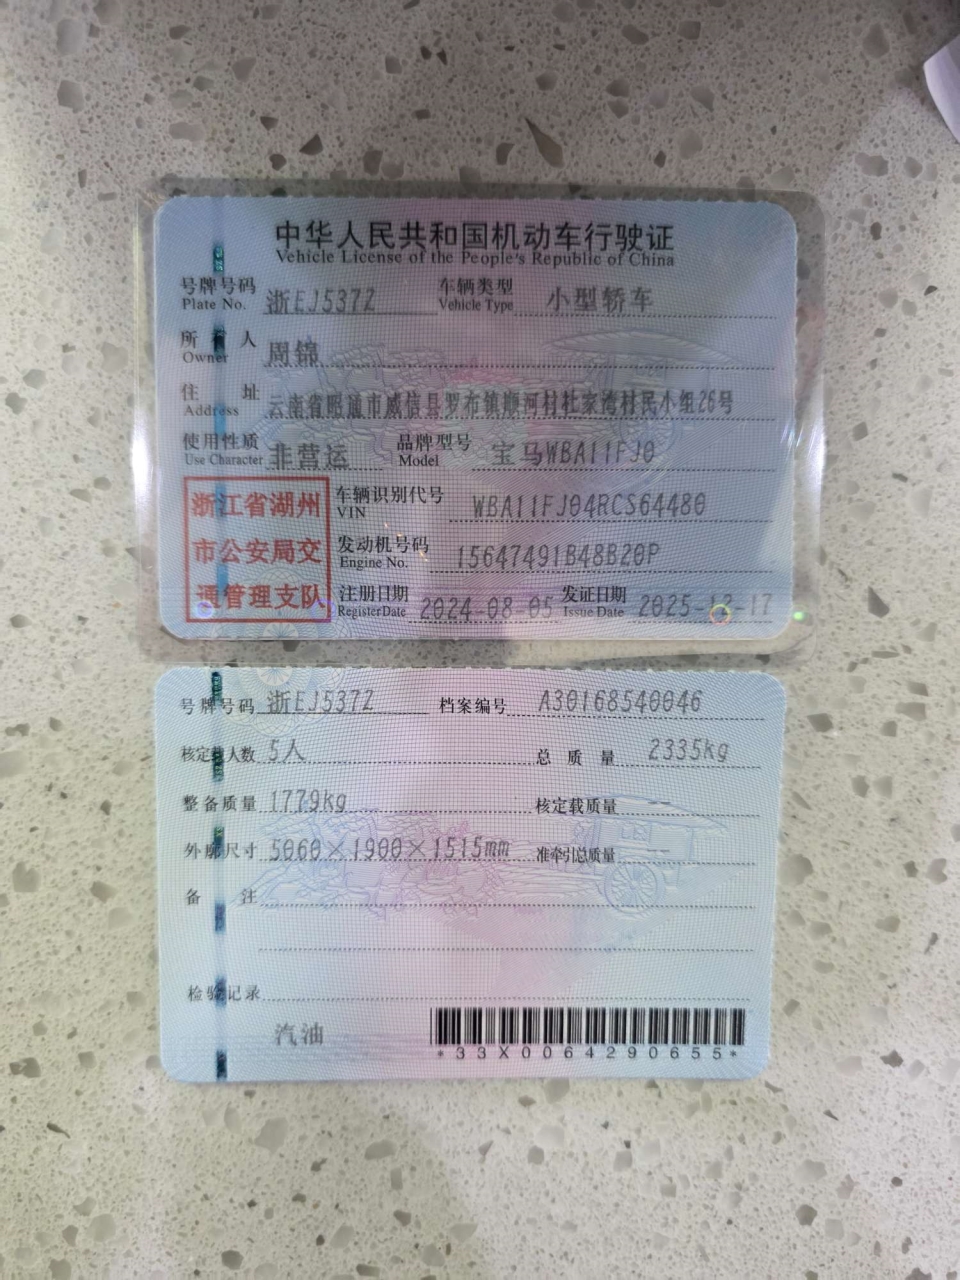 中华人民共和国机动车行驶证
Vehicle License of the People's Republic of China
号牌号码 浙EJ537Z 车辆类型 小型轿车
Plate No. Vehicle Type
所有人 周锦
Owner
住址 云南省昭通市威信县罗布镇顺河村杜家湾村民小组26号
Address
使用性质 非营运 品牌型号 宝马WBA11FJ0
Use Character Model
浙江省湖州
市公安局交
通管理支队
车辆识别代号 WBA11FJ04RCS64480
VIN
发动机号码 15647491B48B20P
Engine No.
注册日期 2024-08-05 发证日期 2025-12-17
Register Date Issue Date
号牌号码 浙EJ537Z 档案编号 A30168540046
核定载人数 5人 总质量 2335kg
整备质量 1779kg 核定载质量 --
外廓尺寸 5060×1900×1515mm 准牵引总质量 --
备注
检验记录
汽油
*33X0064290655*